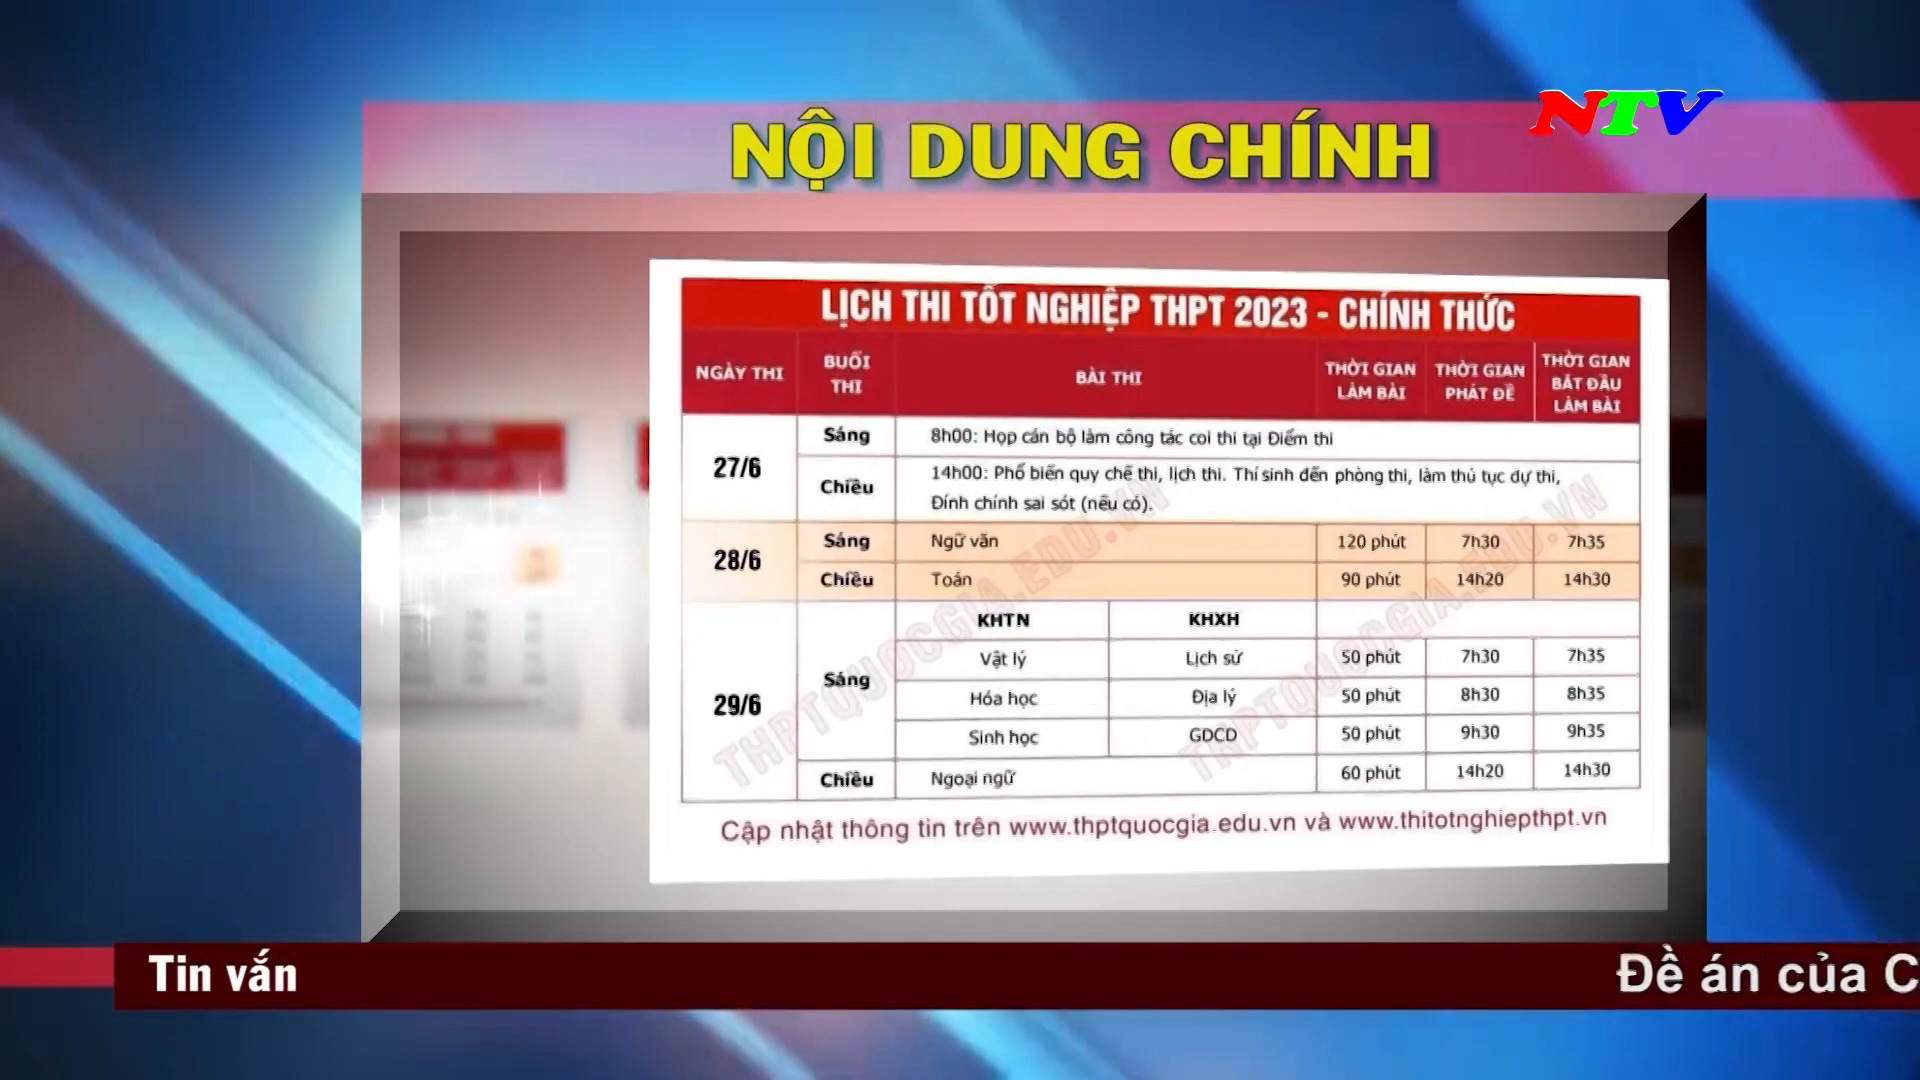 NTV
NỘI DUNG CHÍNH
LỊCH THI TỐT NGHIỆP THPT 2023 - CHÍNH THỨC
NGÀY THI
BUỔI
THI
BÀI THI
THỜI GIAN
LÀM BÀI
THỜI GIAN
PHÁT ĐỀ
THỜI GIAN
BẮT ĐẦU
LÀM BÀI
27/6
Sáng
8h00: Họp cán bộ làm công tác coi thi tại Điểm thi
Chiều
14h00: Phổ biến quy chế thi, lịch thi. Thí sinh đến phòng thi, làm thủ tục dự thi,
Đính chính sai sót (nếu có).
28/6
Sáng
Ngữ văn
120 phút
7h30
7h35
Chiều
Toán
90 phút
14h20
14h30
29/6
Sáng
KHTN
KHXH
Vật lý
Lịch sử
50 phút
7h30
7h35
Hóa học
Địa lý
50 phút
8h30
8h35
Sinh học
GDCD
50 phút
9h30
9h35
Chiều
Ngoại ngữ
60 phút
14h20
14h30
THPTQUOCGIA.EDU.VN
THPTQUOCGIA.EDU.VN
Cập nhật thông tin trên www.thptquocgia.edu.vn và www.thitotnghiepthpt.vn
Tin vắn
Đề án của C